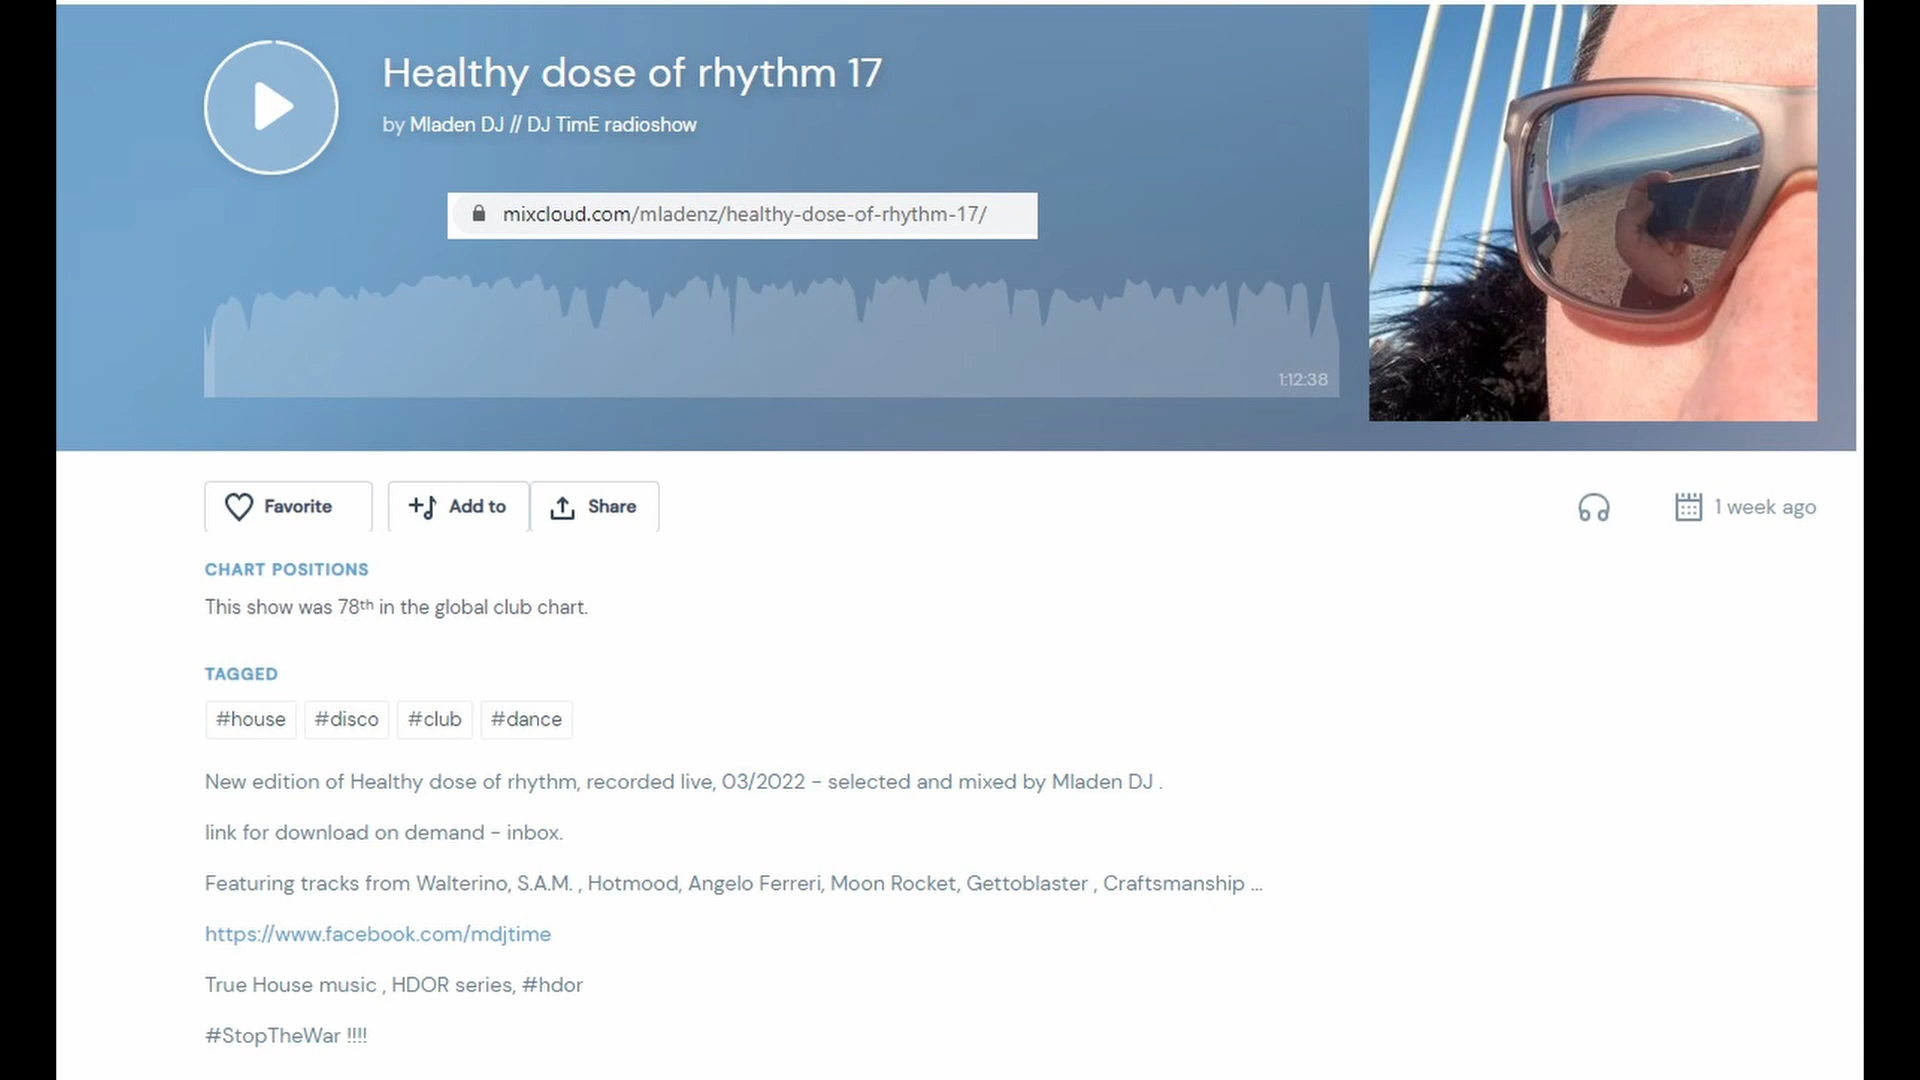 Healthy dose of rhythm 17
by Mladen DJ // DJ TimE radioshow
mixcloud.com/mladenz/healthy-dose-of-rhythm-17/
1:12:38
Favorite
Add to
Share
1 week ago
CHART POSITIONS
This show was 78th in the global club chart.
TAGGED
#house #disco #club #dance
New edition of Healthy dose of rhythm, recorded live, 03/2022 – selected and mixed by Mladen DJ .
link for download on demand – inbox.
Featuring tracks from Walterino, S.A.M. , Hotmood, Angelo Ferreri, Moon Rocket, Gettoblaster , Craftsmanship ...
https://www.facebook.com/mdjtime
True House music , HDOR series, #hdor
#StopTheWar !!!!